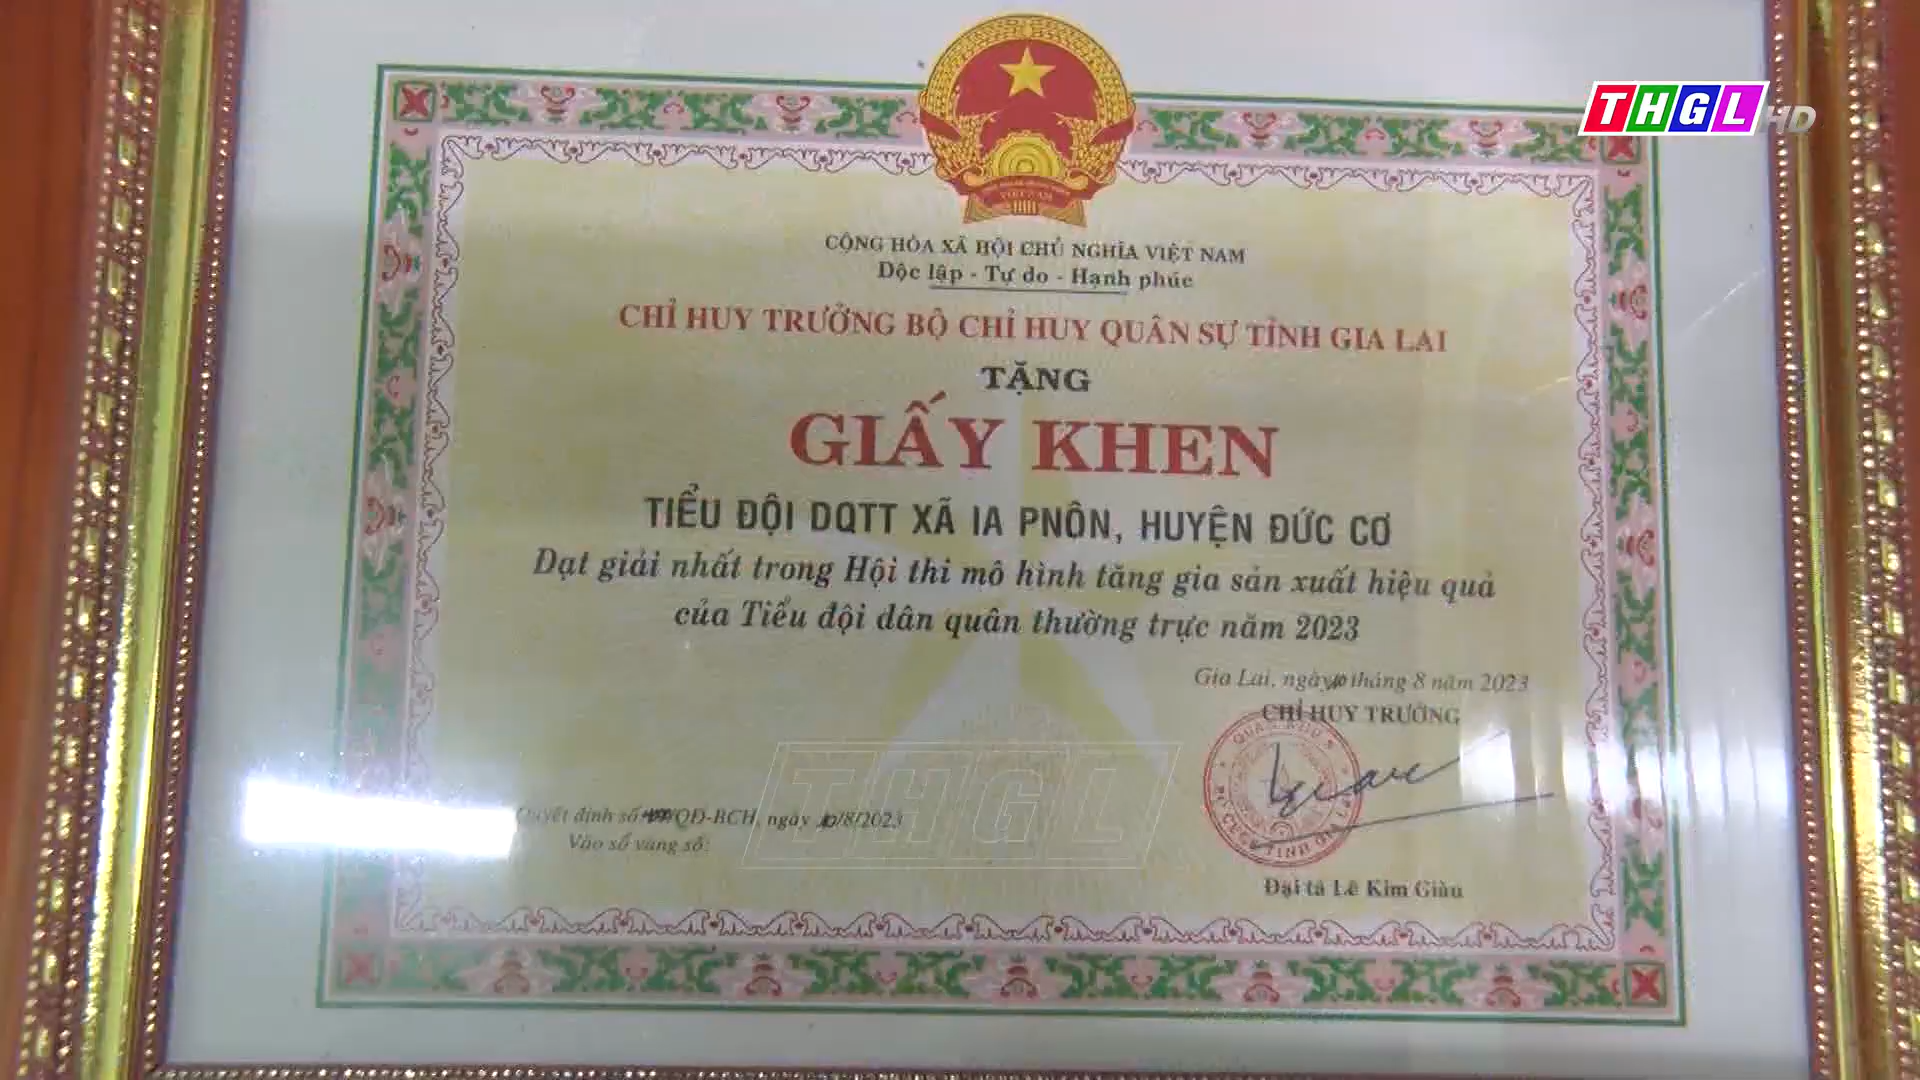 THGL HD
VIỆT NAM
CỘNG HÒA XÃ HỘI CHỦ NGHĨA VIỆT NAM
Độc lập - Tự do - Hạnh phúc
CHỈ HUY TRƯỞNG BỘ CHỈ HUY QUÂN SỰ TỈNH GIA LAI
TẶNG
GIẤY KHEN
TIỂU ĐỘI DQTT XÃ IA PNÔN, HUYỆN ĐỨC CƠ
Đạt giải nhất trong Hội thi mô hình tăng gia sản xuất hiệu quả
của Tiểu đội dân quân thường trực năm 2023
Gia Lai, ngày 10 tháng 8 năm 2023
CHỈ HUY TRƯỞNG
Quyết định số /QĐ-BCH, ngày 10/8/2023
Vào sổ vàng số:
THGL
Đại tá Lê Kim Giàu